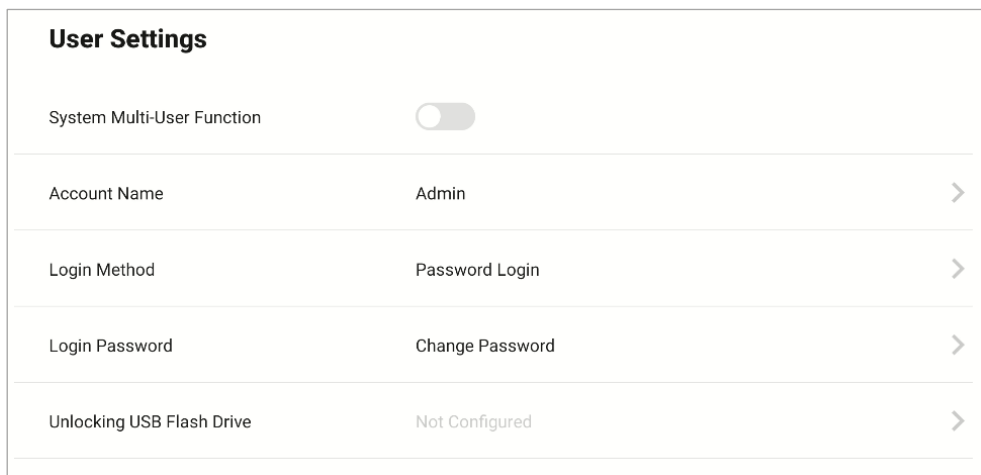 User Settings
System Multi-User Function
Account Name Admin
Login Method Password Login
Login Password Change Password
Unlocking USB Flash Drive Not Configured